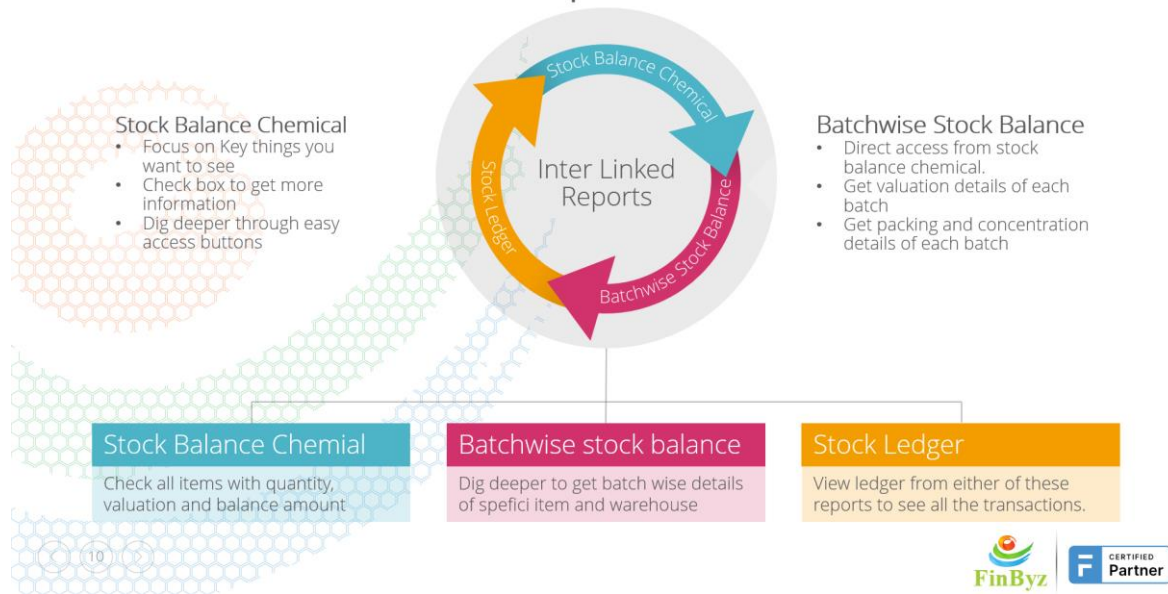 Stock Balance Chemical
Stock Balance Chemical
• Focus on Key things you
want to see
• Check box to get more
information
• Dig deeper through easy
access buttons
Inter Linked
Reports
Stock Ledger
Batchwise Stock Balance
Batchwise Stock Balance
• Direct access from stock
balance chemical.
• Get valuation details of each
batch
• Get packing and concentration
details of each batch
Stock Balance Chemial
Check all items with quantity,
valuation and balance amount
Batchwise stock balance
Dig deeper to get batch wise details
of spefici item and warehouse
Stock Ledger
View ledger from either of these
reports to see all the transactions.
10
FinByz
CERTIFIED
Partner